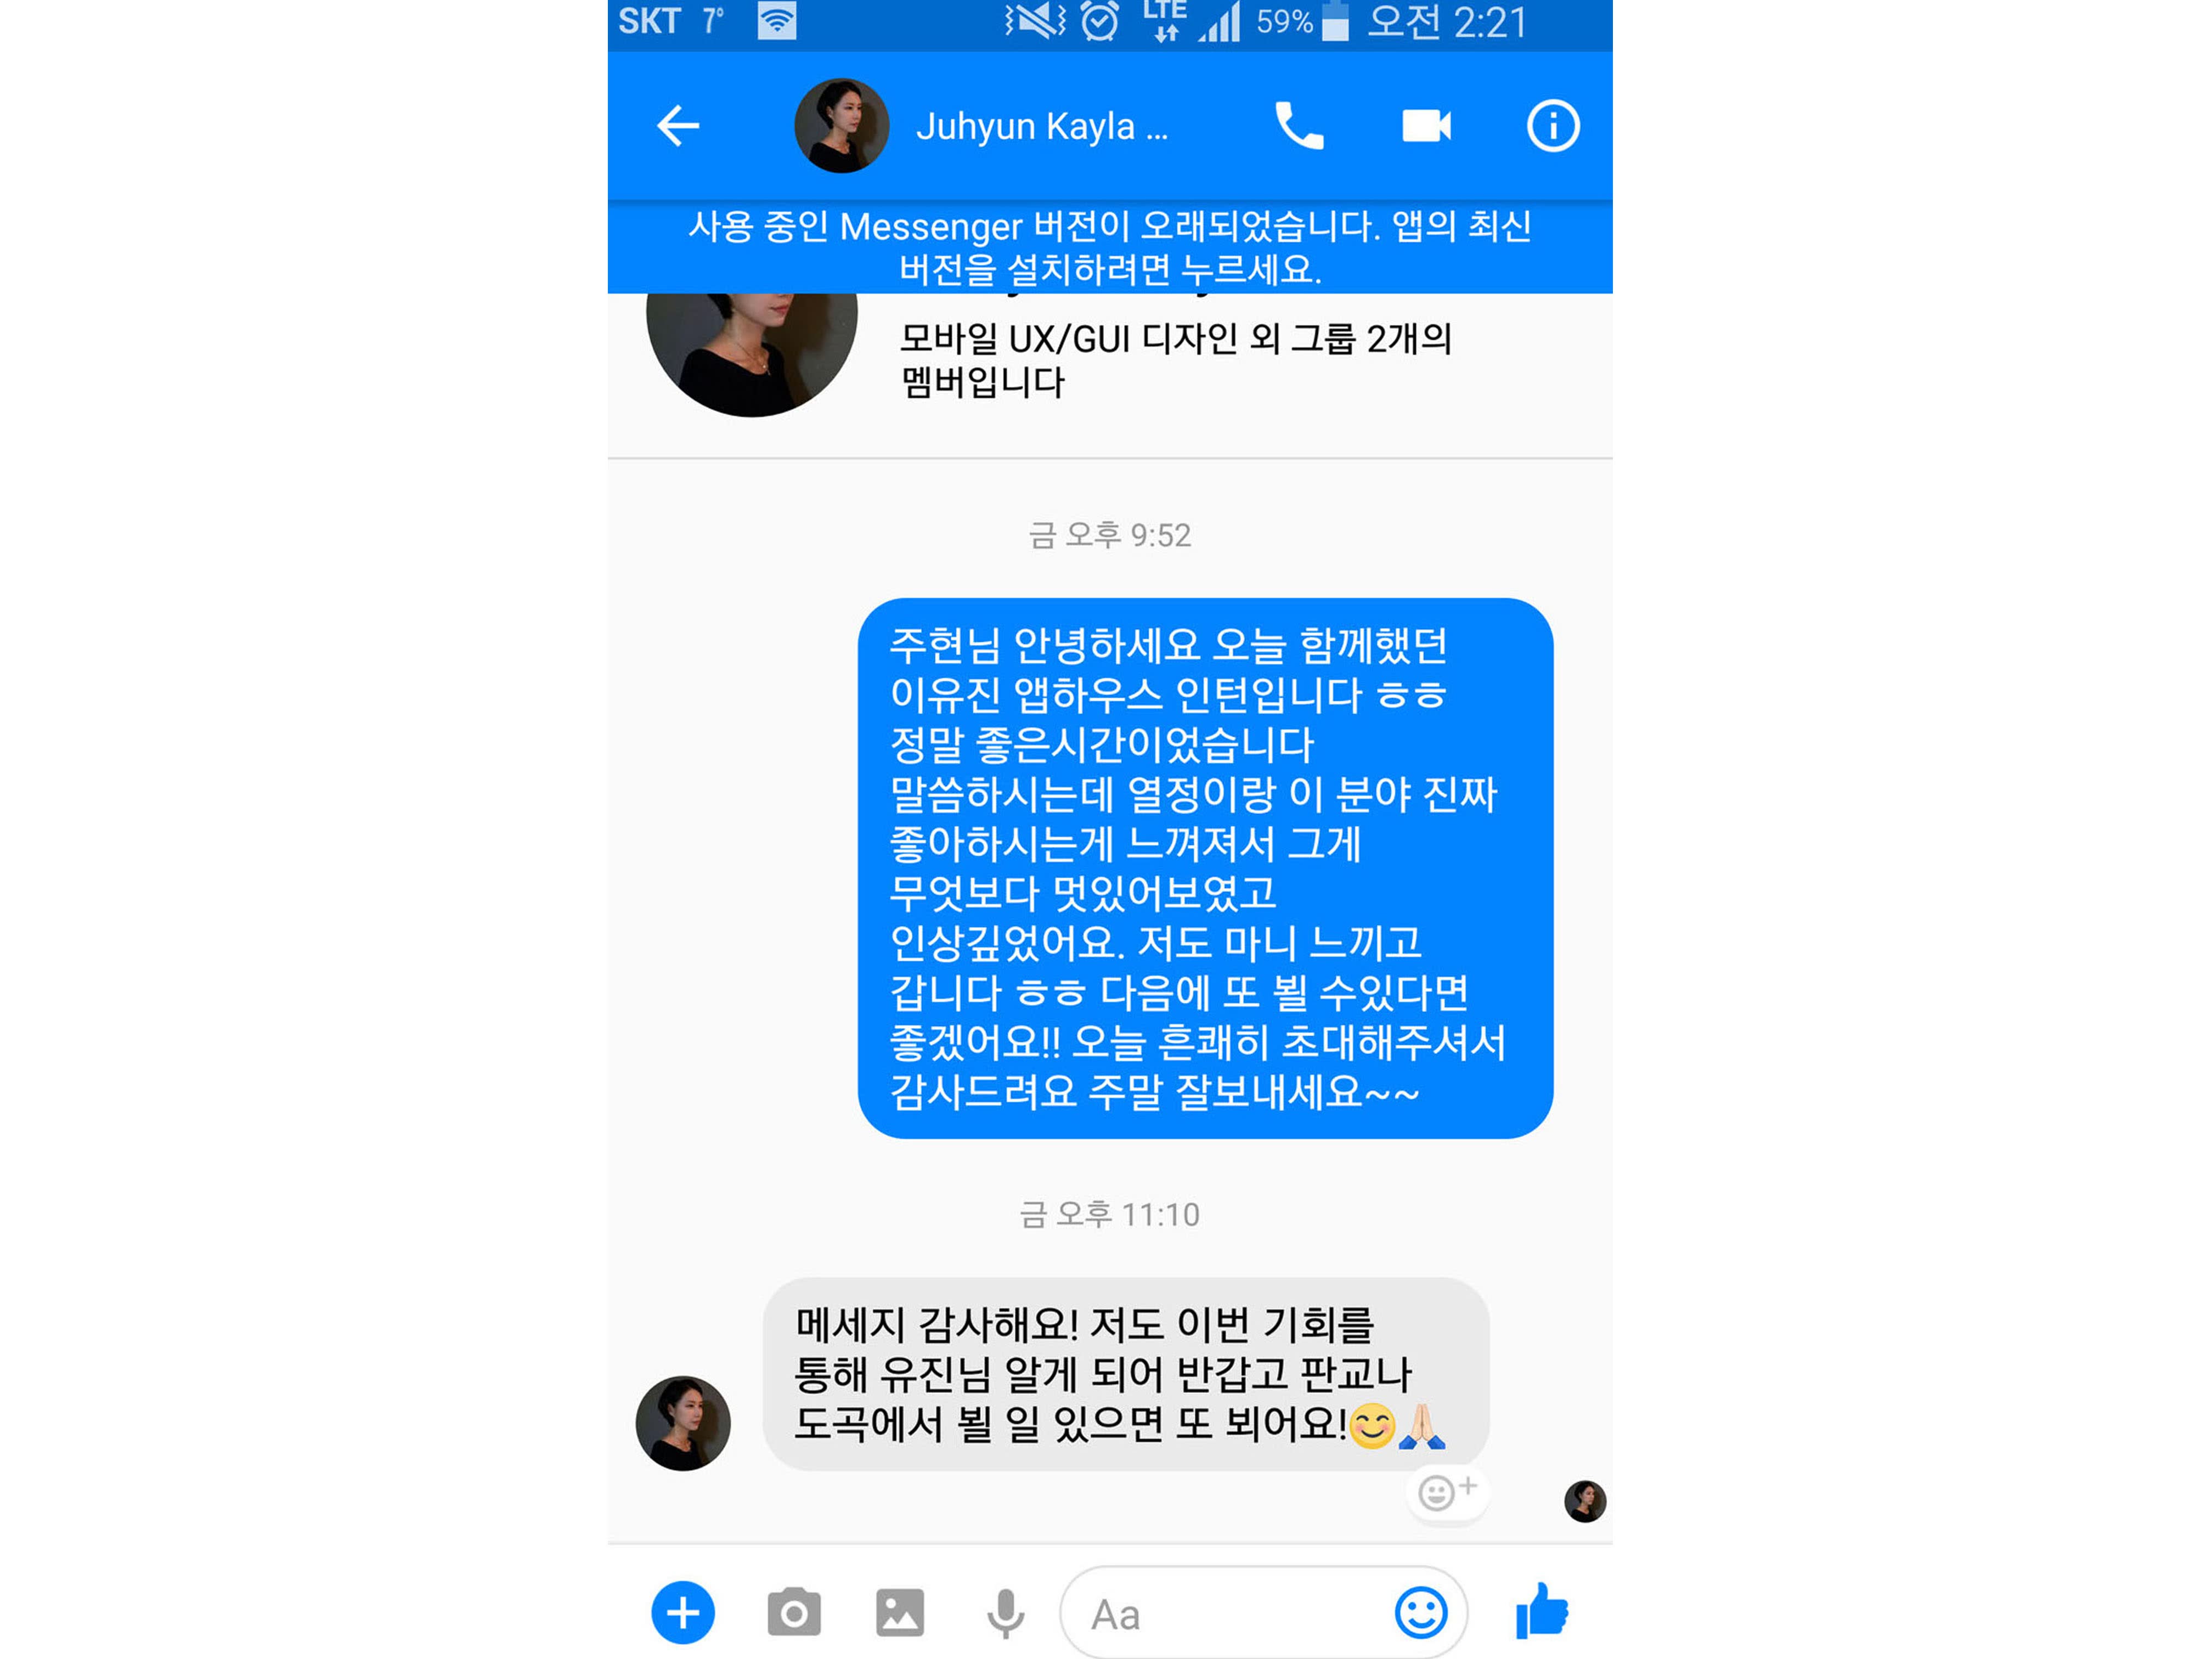 SKT 7° LTE 59% 오전 2:21
Juhyun Kayla ...
사용 중인 Messenger 버전이 오래되었습니다. 앱의 최신
버전을 설치하려면 누르세요.
모바일 UX/GUI 디자인 외 그룹 2개의
멤버입니다
금 오후 9:52
주현님 안녕하세요 오늘 함께했던
이유진 앱하우스 인턴입니다 ㅎㅎ
정말 좋은시간이었습니다
말씀하시는데 열정이랑 이 분야 진짜
좋아하시는게 느껴져서 그게
무엇보다 멋있어보였고
인상깊었어요. 저도 마니 느끼고
갑니다 ㅎㅎ 다음에 또 뵐 수있다면
좋겠어요!! 오늘 흔쾌히 초대해주셔서
감사드려요 주말 잘보내세요~~
금 오후 11:10
메세지 감사해요! 저도 이번 기회를
통해 유진님 알게 되어 반갑고 판교나
도곡에서 뵐 일 있으면 또 뵈어요!😊🙏🏻
Aa